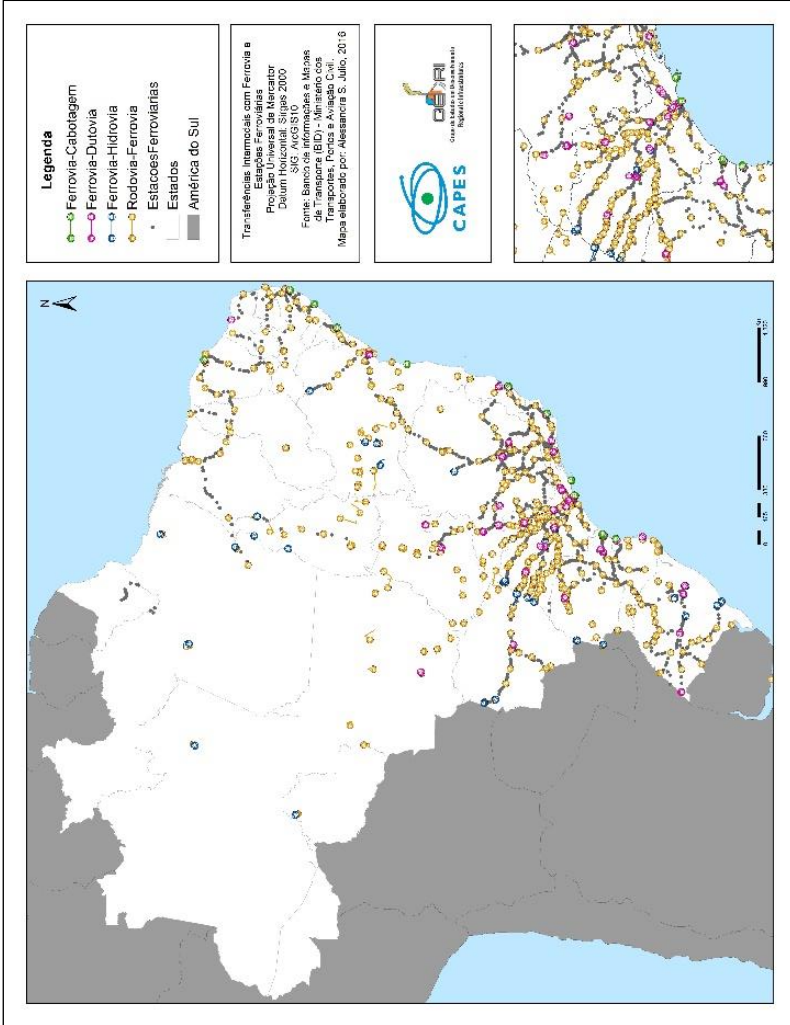 Legenda
Ferrovia-Cabotagem
Ferrovia-Dutovia
Ferrovia-Hidrovia
Rodovia-Ferrovia
EstacoesFerroviarias
Estados
América do Sul
Transferências Intermodais com Ferrovia e
Estações Ferroviárias
Projeção Universal de Mercartor
Datum Horizontal: Sirgas 2000
SIG: ArcGIS10
Fonte: Banco de Informações e Mapas
de Transporte (BID) - Ministério dos
Transportes, Portos e Aviação Civil.
Mapa elaborado por: Alessandra S. Julio, 2016
CAPES
N
0